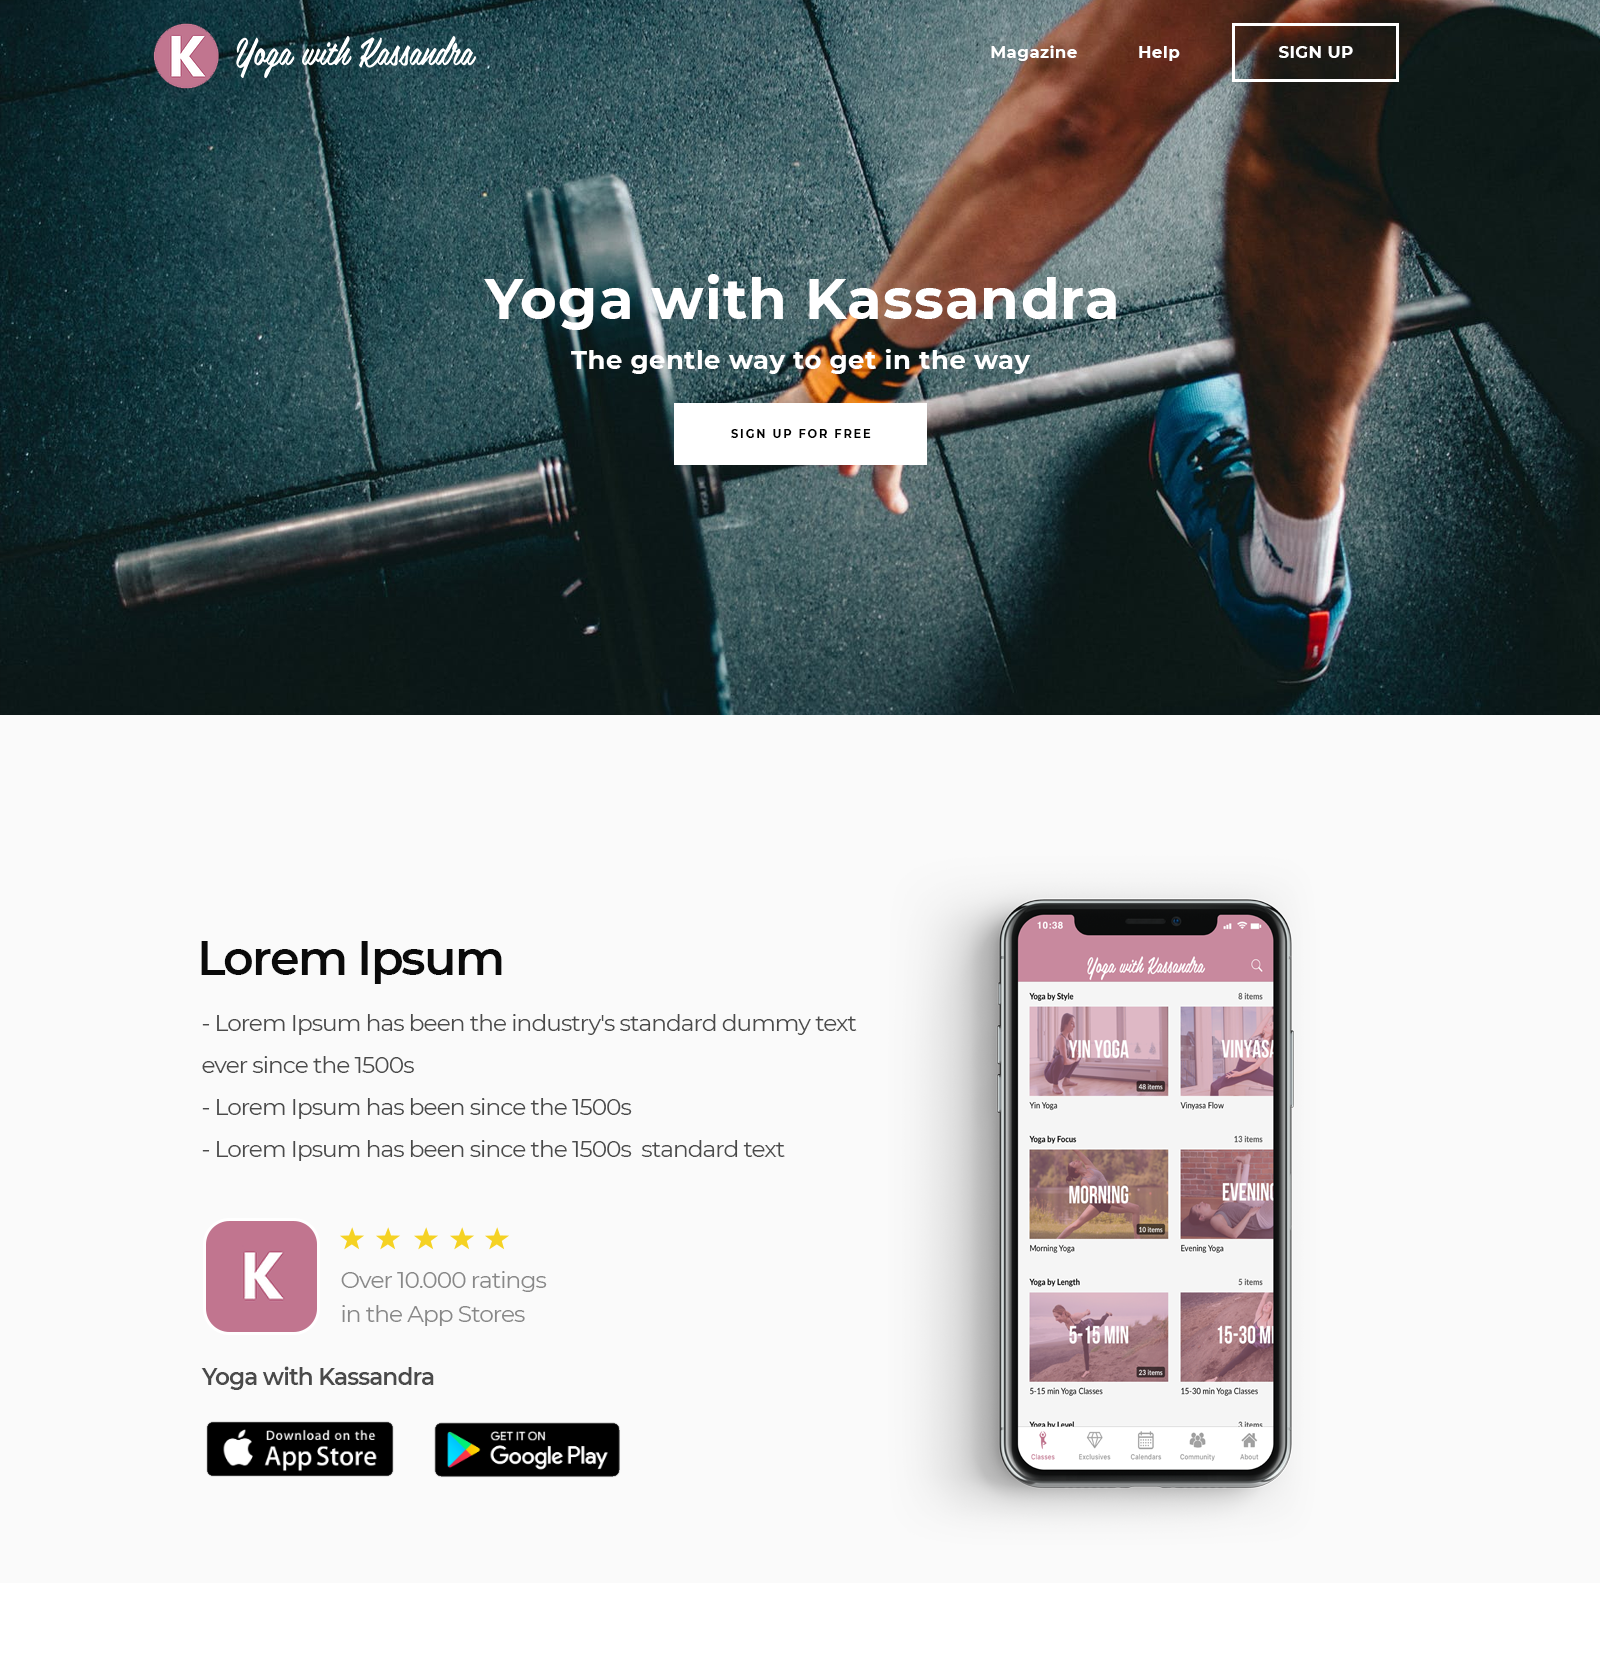 K Yoga with Kassandra
Magazine Help SIGN UP
Yoga with Kassandra
The gentle way to get in the way
SIGN UP FOR FREE
Lorem Ipsum
- Lorem Ipsum has been the industry's standard dummy text
ever since the 1500s
- Lorem Ipsum has been since the 1500s
- Lorem Ipsum has been since the 1500s standard text
K
Over 10.000 ratings
in the App Stores
Yoga with Kassandra
Download on the
App Store
GET IT ON
Google Play
10:38
Yoga with Kassandra
Yoga by Style 8 items
YIN YOGA VINYASA
48 items
Yin Yoga Vinyasa Flow
Yoga by Focus 13 items
MORNING EVENING
10 items
Morning Yoga Evening Yoga
Yoga by Length 5 items
5-15 MIN 15-30 MI
23 items
5-15 min Yoga Classes 15-30 min Yoga Classes
Yoga by Level 3 items
Classes Exclusives Calendars Community About